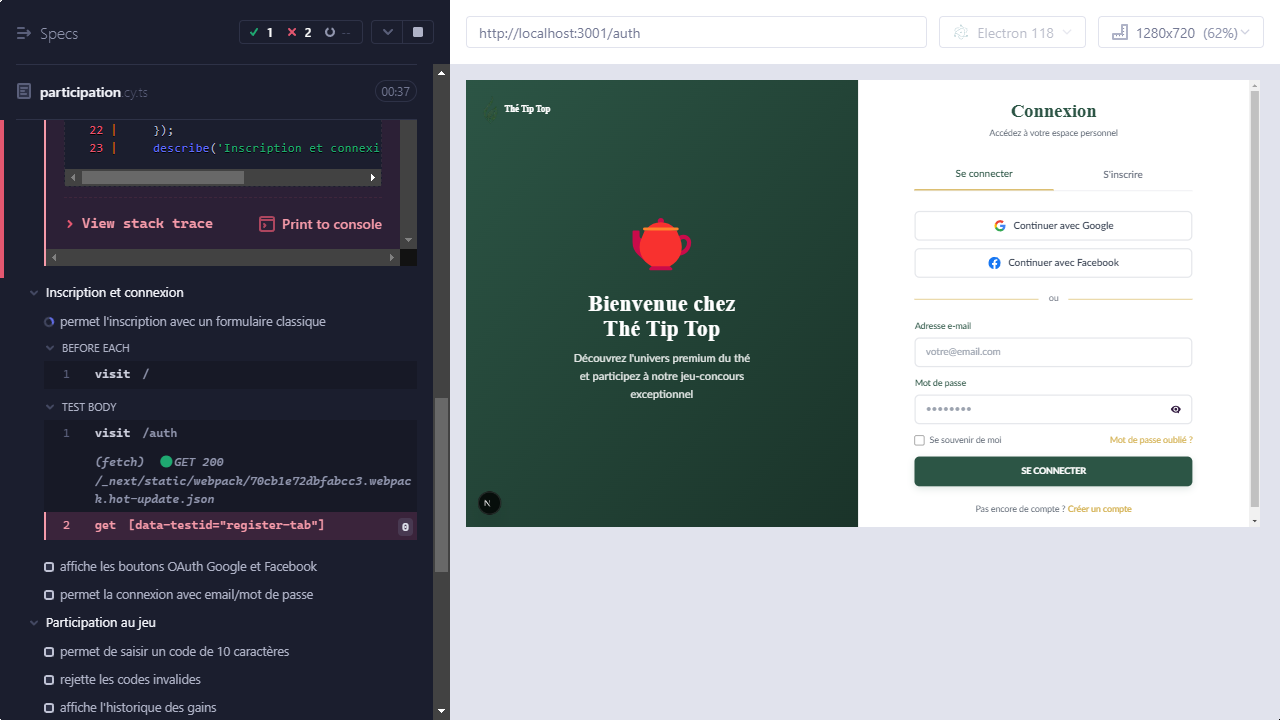 Specs
1
2
--
participation.cy.ts
00:37
22 | });
23 | describe('Inscription et connexi
View stack trace
Print to console
Inscription et connexion
permet l'inscription avec un formulaire classique
BEFORE EACH
1 visit /
TEST BODY
1 visit /auth
(fetch) GET 200
/_next/static/webpack/70cb1e72dbfabcc3.webpac
k.hot-update.json
2 get [data-testid="register-tab"] 0
affiche les boutons OAuth Google et Facebook
permet la connexion avec email/mot de passe
Participation au jeu
permet de saisir un code de 10 caractères
rejette les codes invalides
affiche l'historique des gains
http://localhost:3001/auth
Electron 118
1280x720 (62%)
Thé Tip Top
Bienvenue chez
Thé Tip Top
Découvrez l'univers premium du thé
et participez à notre jeu-concours
exceptionnel
N
Connexion
Accédez à votre espace personnel
Se connecter
S'inscrire
Continuer avec Google
Continuer avec Facebook
ou
Adresse e-mail
votre@email.com
Mot de passe
••••••••
Se souvenir de moi
Mot de passe oublié ?
SE CONNECTER
Pas encore de compte ? Créer un compte